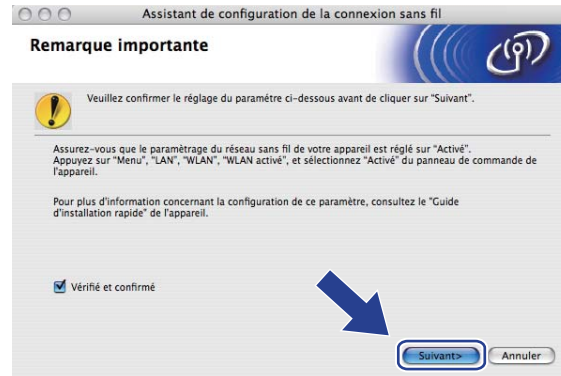 Assistant de configuration de la connexion sans fil
Remarque importante
Veuillez confirmer le réglage du paramétre ci-dessous avant de cliquer sur "Suivant".
Assurez-vous que le paramètrage du réseau sans fil de votre appareil est réglé sur "Activé".
Appuyez sur "Menu", "LAN", "WLAN", "WLAN activé", et sélectionnez "Activé" du panneau de commande de
l'appareil.
Pour plus d'information concernant la configuration de ce paramètre, consultez le "Guide
d'installation rapide" de l'appareil.
Vérifié et confirmé
Suivant>
Annuler